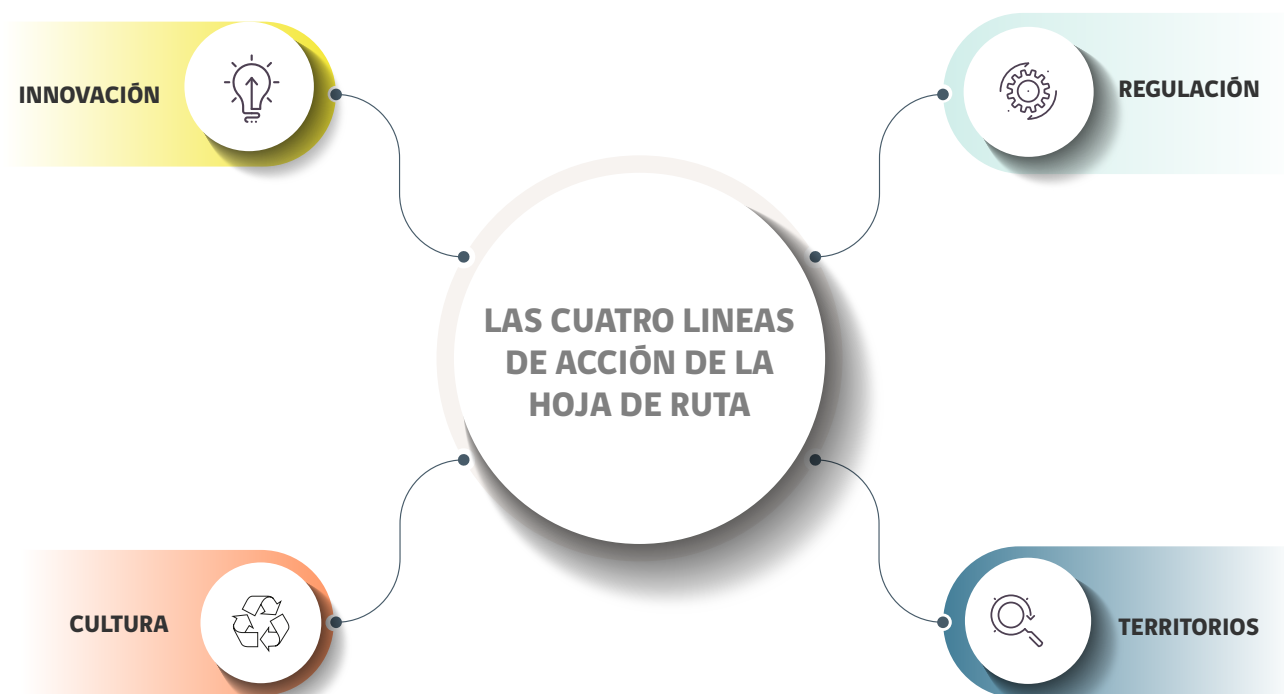 INNOVACIÓN
REGULACIÓN
LAS CUATRO LINEAS
DE ACCIÓN DE LA
HOJA DE RUTA
CULTURA
TERRITORIOS